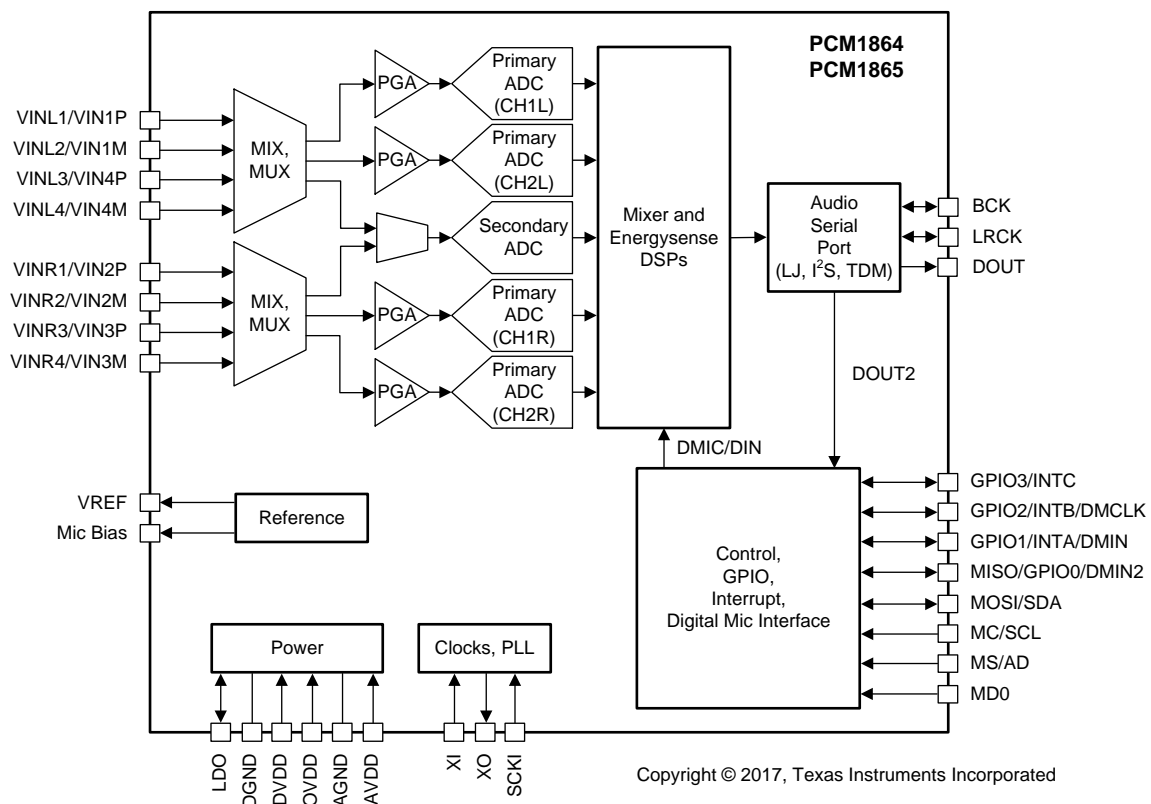 PCM1864
PCM1865
VINL1/VIN1P
VINL2/VIN1M
VINL3/VIN4P
VINL4/VIN4M
VINR1/VIN2P
VINR2/VIN2M
VINR3/VIN3P
VINR4/VIN3M
MIX,
MUX
MIX,
MUX
PGA
PGA
PGA
PGA
Primary
ADC
(CH1L)
Primary
ADC
(CH2L)
Secondary
ADC
Primary
ADC
(CH1R)
Primary
ADC
(CH2R)
Mixer and
Energysense
DSPs
Audio
Serial
Port
(LJ, I²S, TDM)
BCK
LRCK
DOUT
DOUT2
DMIC/DIN
VREF
Mic Bias
Reference
Control,
GPIO,
Interrupt,
Digital Mic Interface
GPIO3/INTC
GPIO2/INTB/DMCLK
GPIO1/INTA/DMIN
MISO/GPIO0/DMIN2
MOSI/SDA
MC/SCL
MS/AD
MD0
Power
Clocks, PLL
LDO
DGND
DVDD
IOVDD
AGND
AVDD
XI
XO
SCKI
Copyright © 2017, Texas Instruments Incorporated